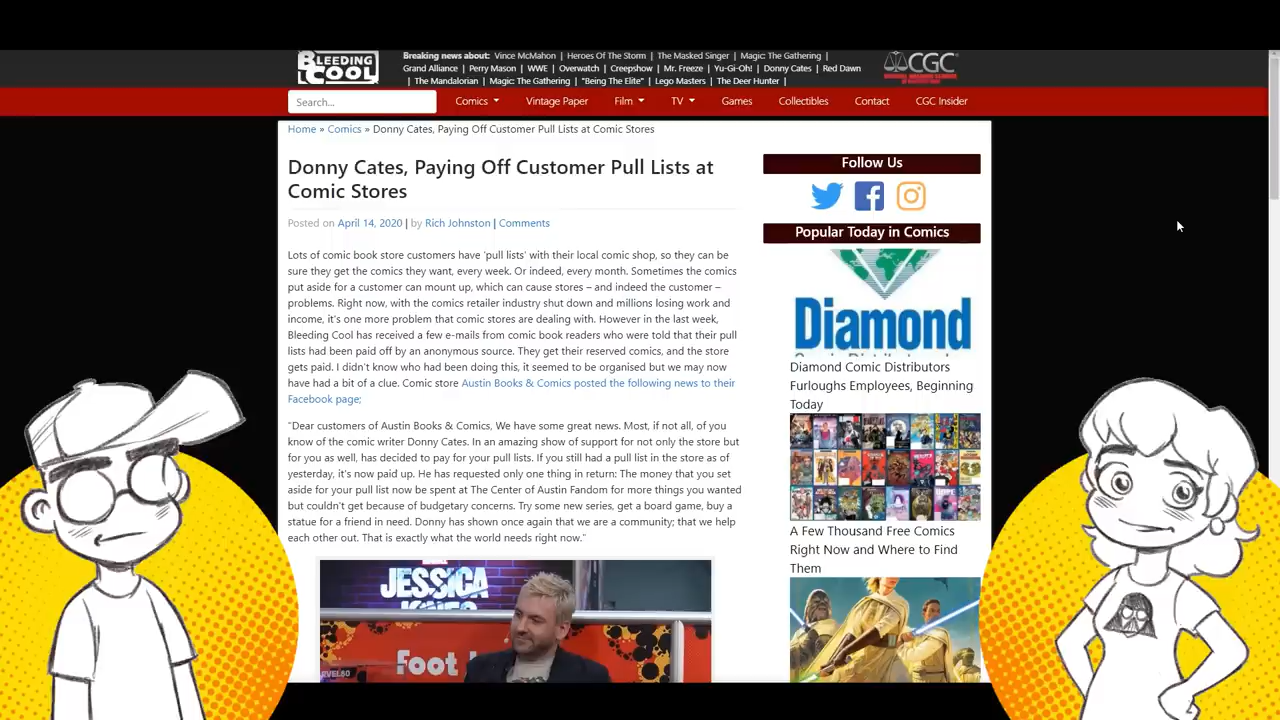 BLEEDING
COOL
Breaking news about: Vince McMahon | Heroes Of The Storm | The Masked Singer | Magic: The Gathering |
Grand Alliance | Perry Mason | WWE | Overwatch | Creepshow | Mr. Freeze | Yu-Gi-Oh! | Donny Cates | Red Dawn
| The Mandalorian | Magic: The Gathering | "Being The Elite" | Lego Masters | The Deer Hunter |
CGC
Search...
Comics
Vintage Paper
Film
TV
Games
Collectibles
Contact
CGC Insider
Home » Comics » Donny Cates, Paying Off Customer Pull Lists at Comic Stores
Donny Cates, Paying Off Customer Pull Lists at
Comic Stores
Posted on April 14, 2020 | by Rich Johnston | Comments
Lots of comic book store customers have 'pull lists' with their local comic shop, so they can be
sure they get the comics they want, every week. Or indeed, every month. Sometimes the comics
put aside for a customer can mount up, which can cause stores – and indeed the customer –
problems. Right now, with the comics retailer industry shut down and millions losing work and
income, it's one more problem that comic stores are dealing with. However in the last week,
Bleeding Cool has received a few e-mails from comic book readers who were told that their pull
lists had been paid off by an anonymous source. They get their reserved comics, and the store
gets paid. I didn't know who had been doing this, it seemed to be organised but we may now
have had a bit of a clue. Comic store Austin Books & Comics posted the following news to their
Facebook page;
"Dear customers of Austin Books & Comics, We have some great news. Most, if not all, of you
know of the comic writer Donny Cates. In an amazing show of support for not only the store but
for you as well, has decided to pay for your pull lists. If you still had a pull list in the store as of
yesterday, it's now paid up. He has requested only one thing in return: The money that you set
aside for your pull list now be spent at The Center of Austin Fandom for more things you wanted
but couldn't get because of budgetary concerns. Try some new series, get a board game, buy a
statue for a friend in need. Donny has shown once again that we are a community; that we help
each other out. That is exactly what the world needs right now."
JESSICA
JONES
Foot L
Follow Us
Popular Today in Comics
Diamond
Diamond Comic Distributors
Furloughs Employees, Beginning
Today
A Few Thousand Free Comics
Right Now and Where to Find
Them